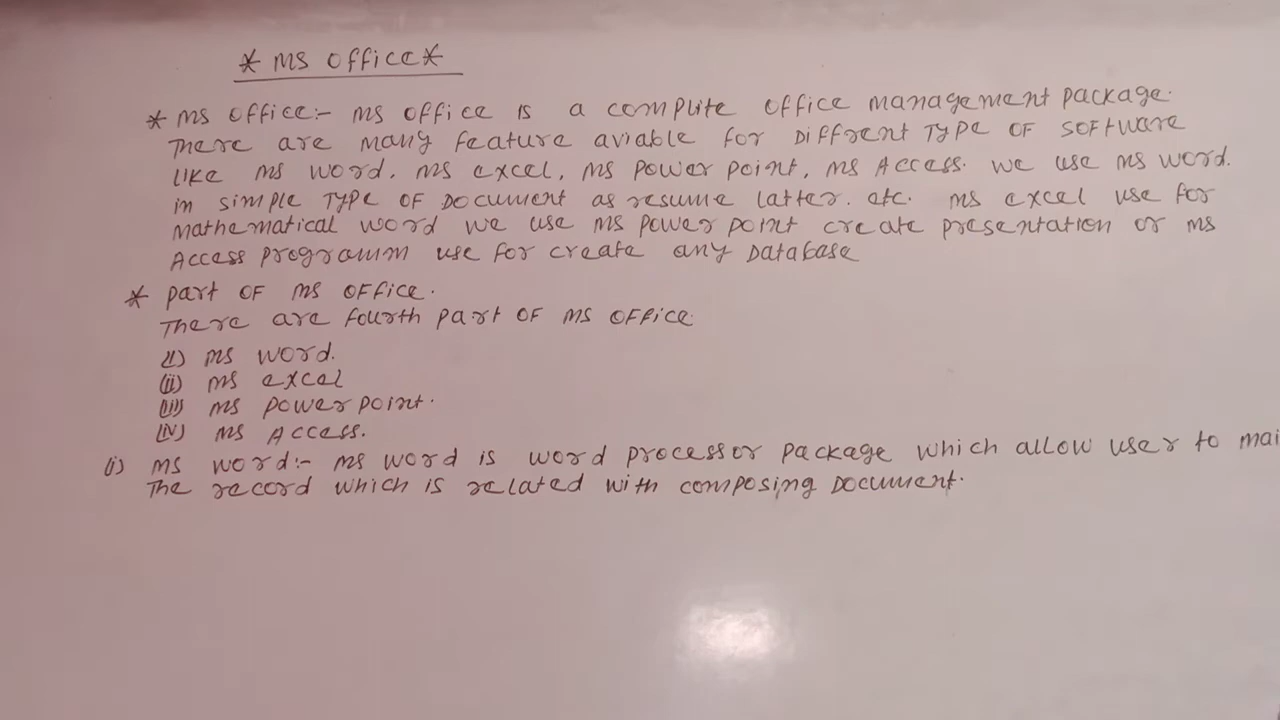 * MS OFFice *
* MS OFFice:- MS OFFice is a complite OFFice management package.
There are many Feature aviable for Diffrent Type OF SOFtware
Like MS Word. MS excel, MS Power Point, MS Access. we use MS Word.
in simple Type OF Document as resume latter. etc. MS excel use for
Mathematical Word we use MS Power Point create presentation or MS
Access programm use For create any Database
* Part OF MS OFFice.
There are Fourth part OF MS OFFice.
(i) MS Word.
(ii) MS excel
(iii) MS Power Point.
(iv) MS Access.
(i) MS Word:- MS Word is Word processor package which allow user to mai
The record which is related with composing Document.